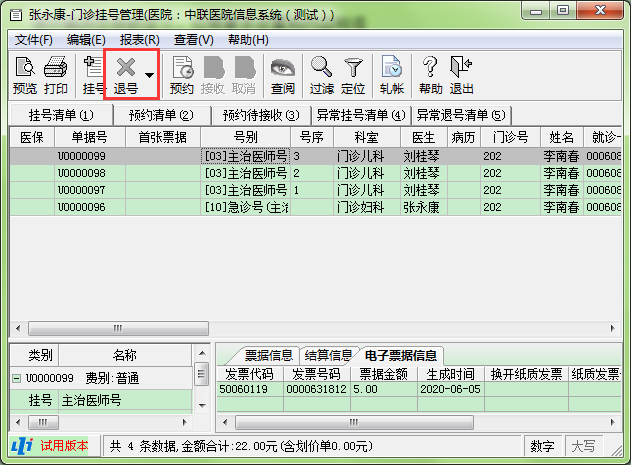 张永康-门诊挂号管理(医院：中联医院信息系统（测试）)
文件(F) 编辑(E) 报表(R) 查看(V) 帮助(H)
预览 打印 挂号 退号 预约 接收 取消 查阅 过滤 定位 轧帐 帮助 退出
挂号清单(1) 预约清单(2) 预约待接收(3) 异常挂号清单(4) 异常退号清单(5)
医保 单据号 首张票据 号别 号序 科室 医生 病历 门诊号 姓名 就诊
U0000099 [03]主治医师号 3 门诊儿科 刘桂琴 202 李南春 000608
U0000098 [03]主治医师号 2 门诊儿科 刘桂琴 202 李南春 000608
U0000097 [03]主治医师号 1 门诊儿科 刘桂琴 202 李南春 000608
U0000096 [10]急诊号(主治 门诊妇科 张永康 202 李南春 000608
类别 名称
U0000099 费别:普通
挂号 主治医师号
票据信息 结算信息 电子票据信息
发票代码 发票号码 票据金额 生成时间 换开纸质发票 纸质发票
50060119 0000631812 5.00 2020-06-05
试用版本 共 4 条数据,金额合计:22.00元(含划价单0.00元) 数字 大写